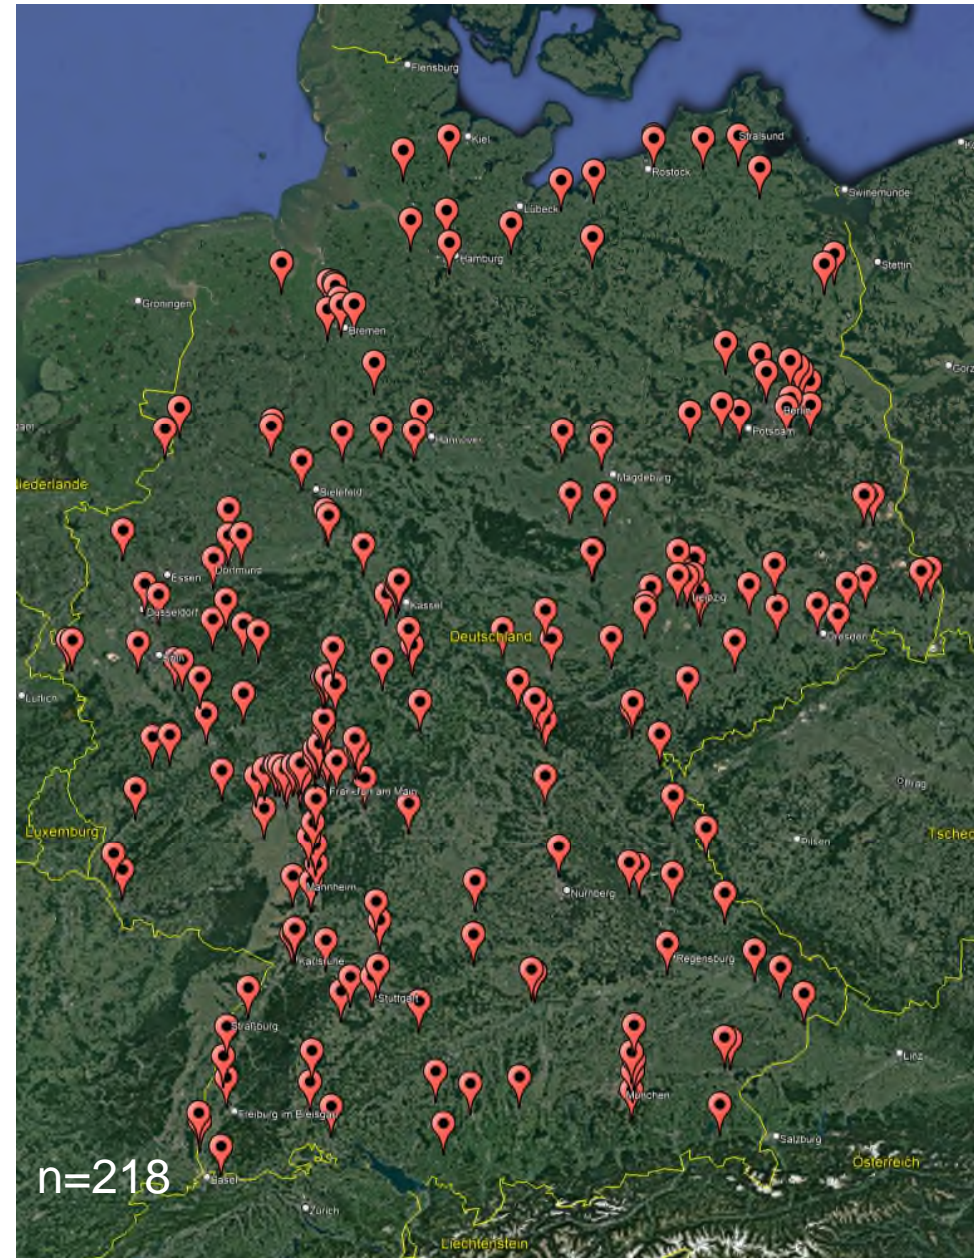 Flensburg
Kiel
Stralsund
Rostock
Swinemünde
Lübeck
Hamburg
Stettin
Groningen
Bremen
Berlin
Potsdam
Hannover
Magdeburg
Niederlande
Bielefeld
Essen
Dortmund
Düsseldorf
Kassel
Leipzig
Deutschland
Dresden
Köln
Lüttich
Prag
Frankfurt am Main
Luxemburg
Pilsen
Tschec
Mannheim
Nürnberg
Karlsruhe
Regensburg
Stuttgart
Straßburg
Linz
München
Freiburg im Breisgau
Salzburg
Österreich
n=218
Basel
Zürich
Liechtenstein